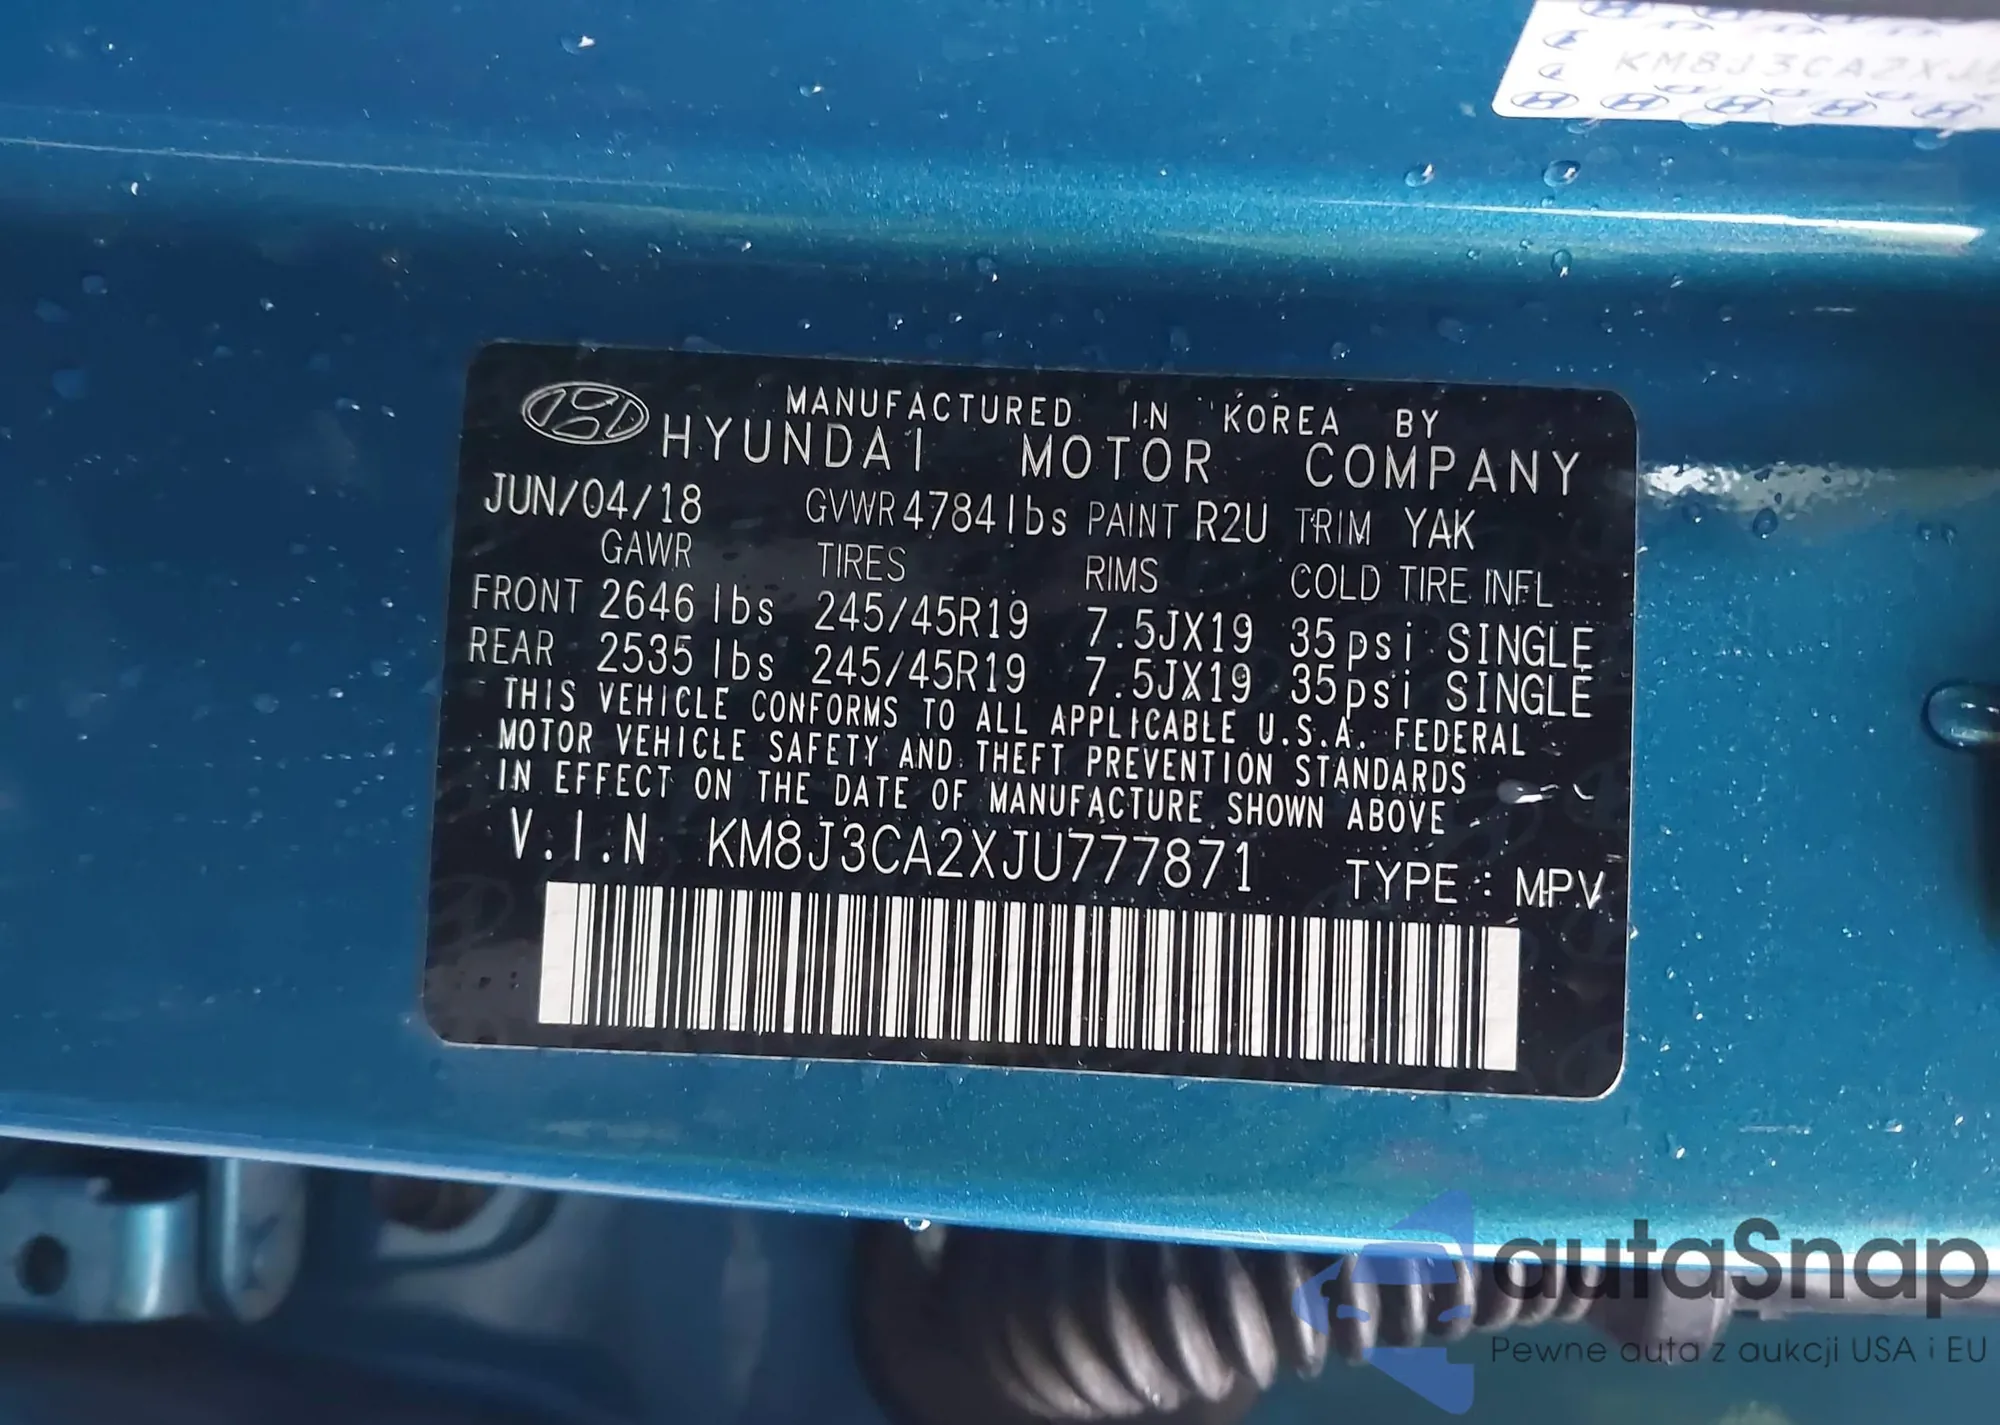 KM8J3CA2XJU
MANUFACTURED IN KOREA BY
HYUNDAI MOTOR COMPANY
JUN/04/18 GVWR 4784lbs PAINT R2U TRIM YAK
GAWR TIRES RIMS COLD TIRE INFL
FRONT 2646 lbs 245/45R19 7.5JX19 35psi SINGLE
REAR 2535 lbs 245/45R19 7.5JX19 35psi SINGLE
THIS VEHICLE CONFORMS TO ALL APPLICABLE U.S.A. FEDERAL
MOTOR VEHICLE SAFETY AND THEFT PREVENTION STANDARDS
IN EFFECT ON THE DATE OF MANUFACTURE SHOWN ABOVE
V.I.N KM8J3CA2XJU777871 TYPE : MPV
autaSnap
Pewne auta z aukcji USA i EU